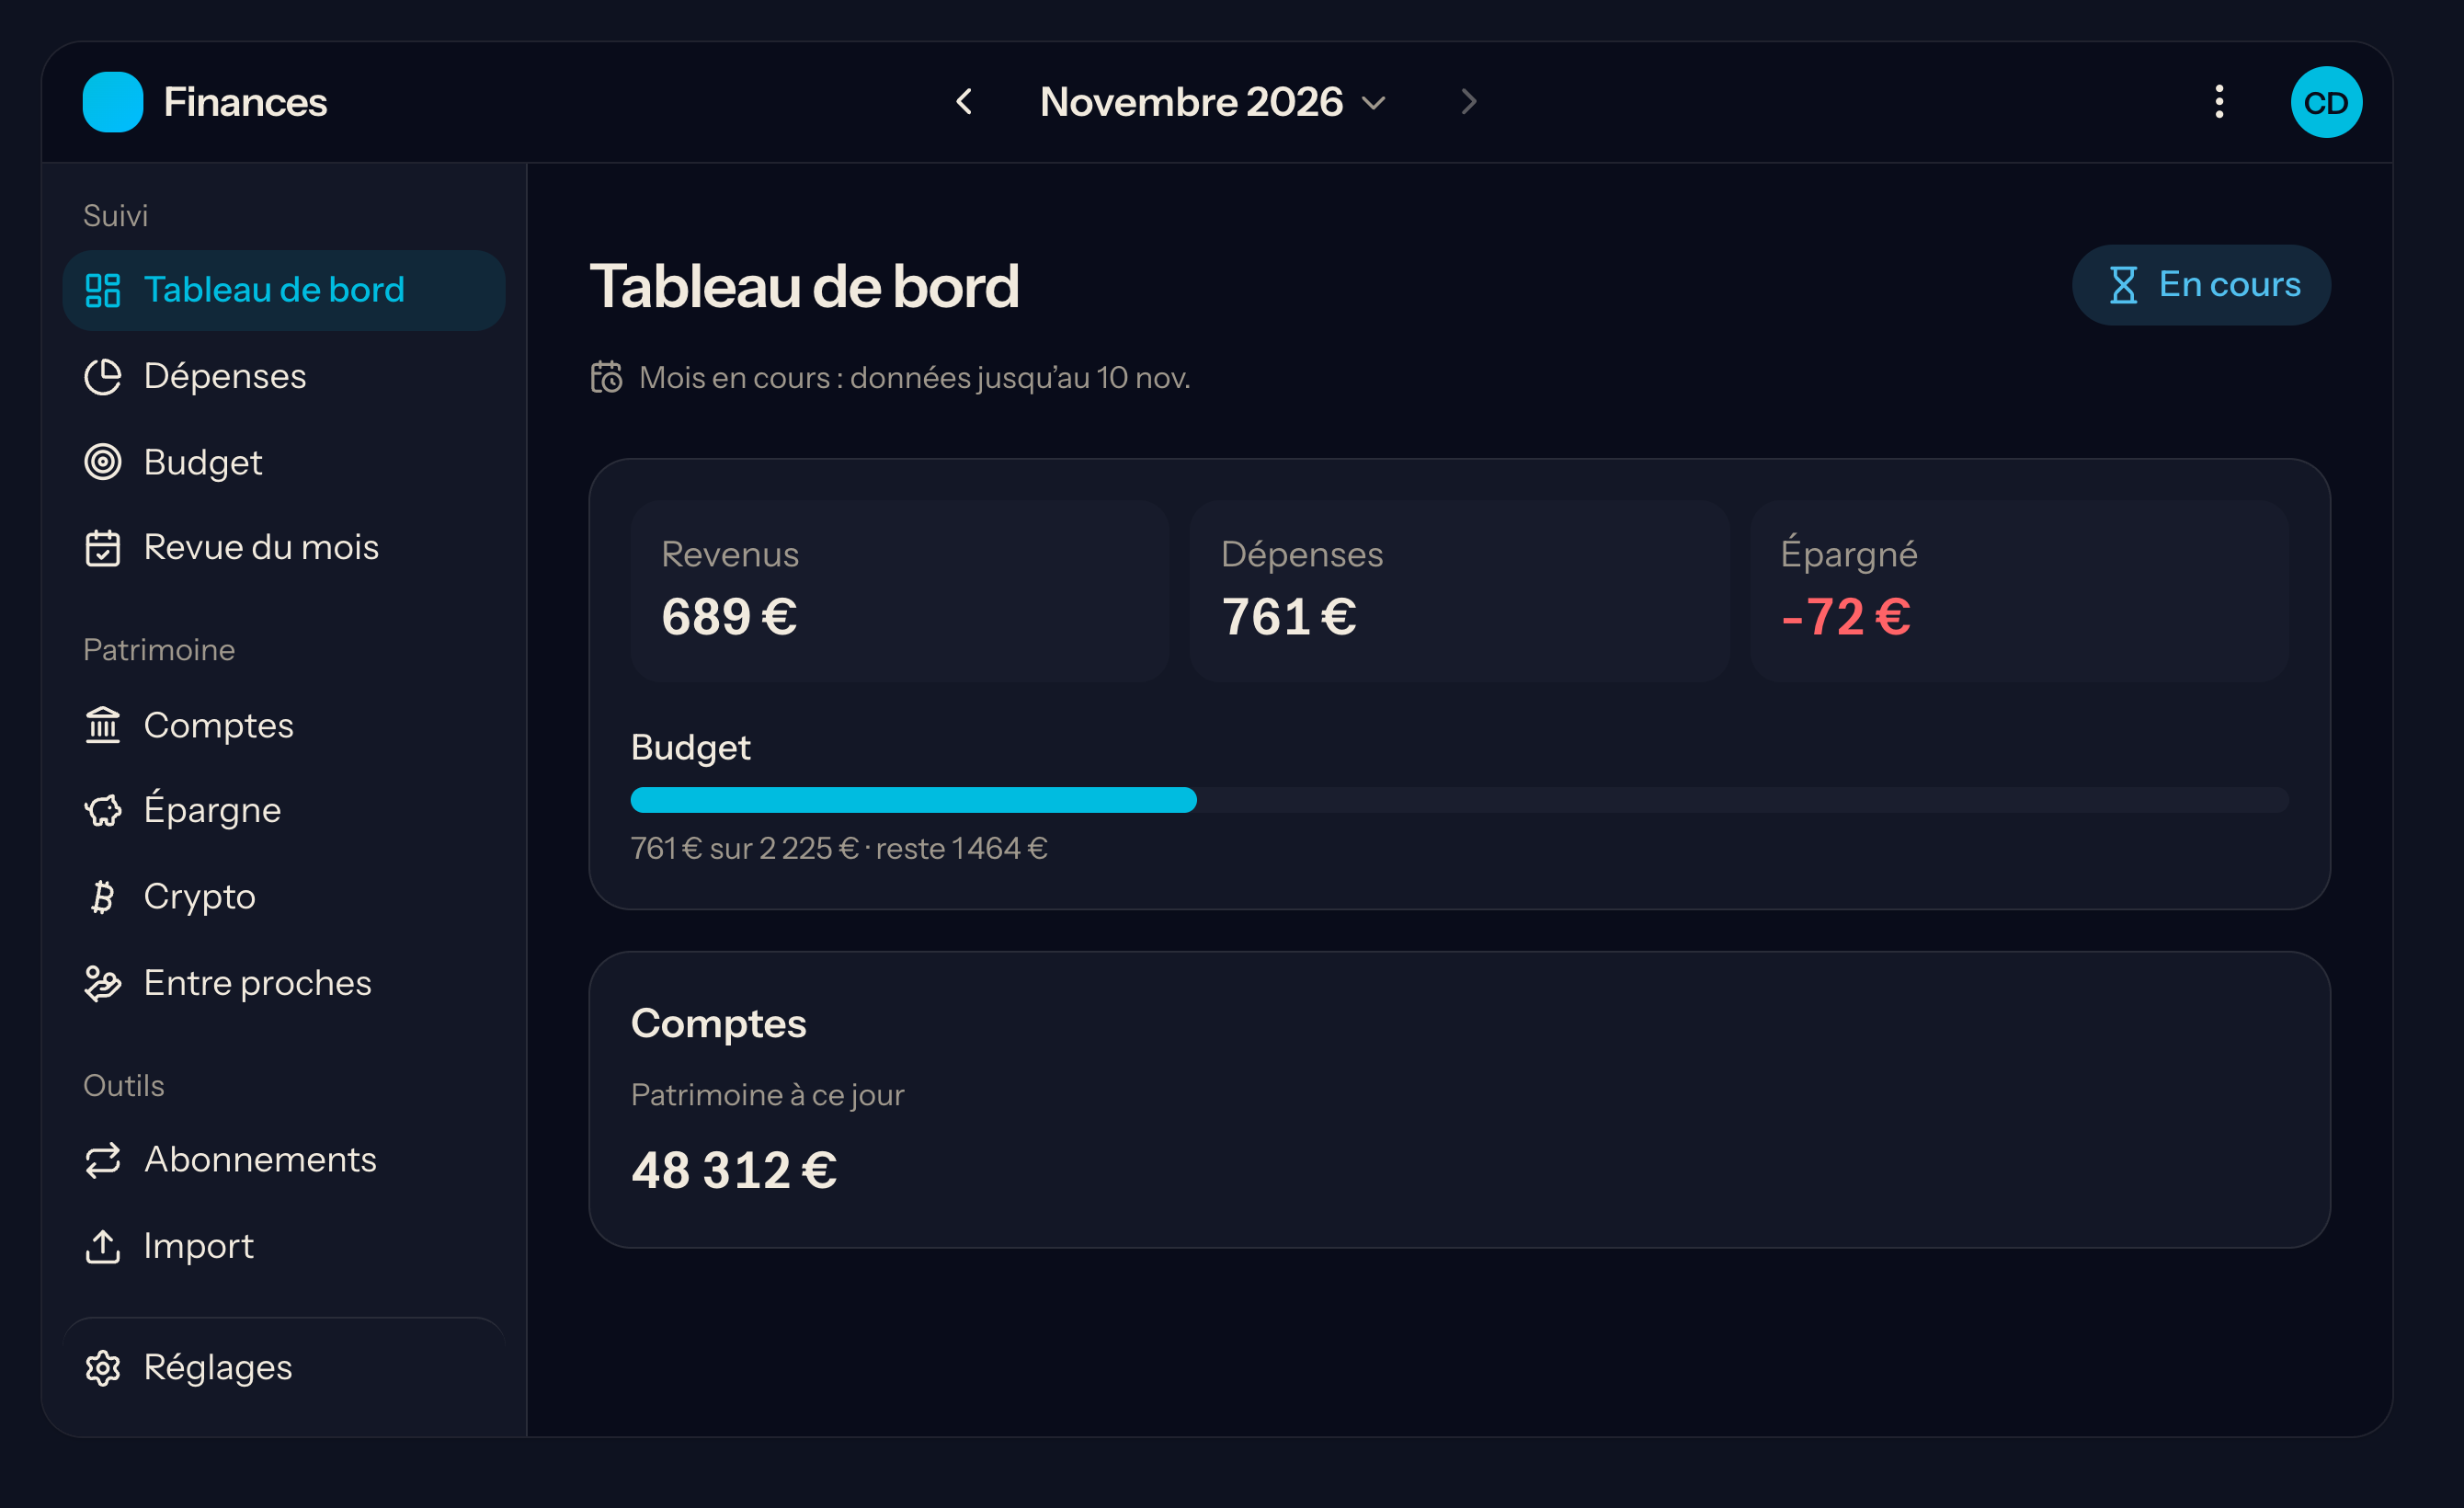 Finances
Novembre 2026
CD
Suivi
Tableau de bord
Dépenses
Budget
Revue du mois
Patrimoine
Comptes
Épargne
Crypto
Entre proches
Outils
Abonnements
Import
Réglages
Tableau de bord
En cours
Mois en cours : données jusqu’au 10 nov.
Revenus
689 €
Dépenses
761 €
Épargné
-72 €
Budget
761 € sur 2 225 € · reste 1 464 €
Comptes
Patrimoine à ce jour
48 312 €